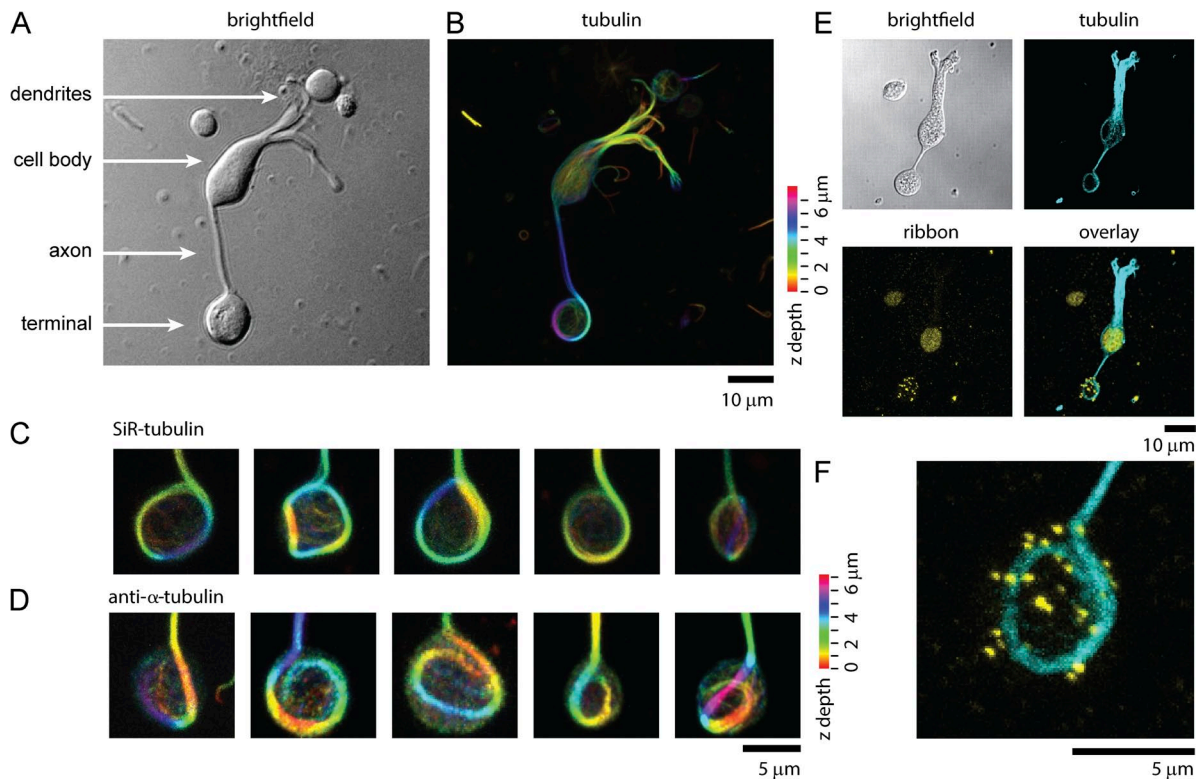 A
brightfield
dendrites
cell body
axon
terminal
B
tubulin
0 2 4 6 μm
z depth
10 μm
E
brightfield
tubulin
ribbon
overlay
10 μm
C
SiR-tubulin
D
anti-α-tubulin
0 2 4 6 μm
z depth
5 μm
F
5 μm